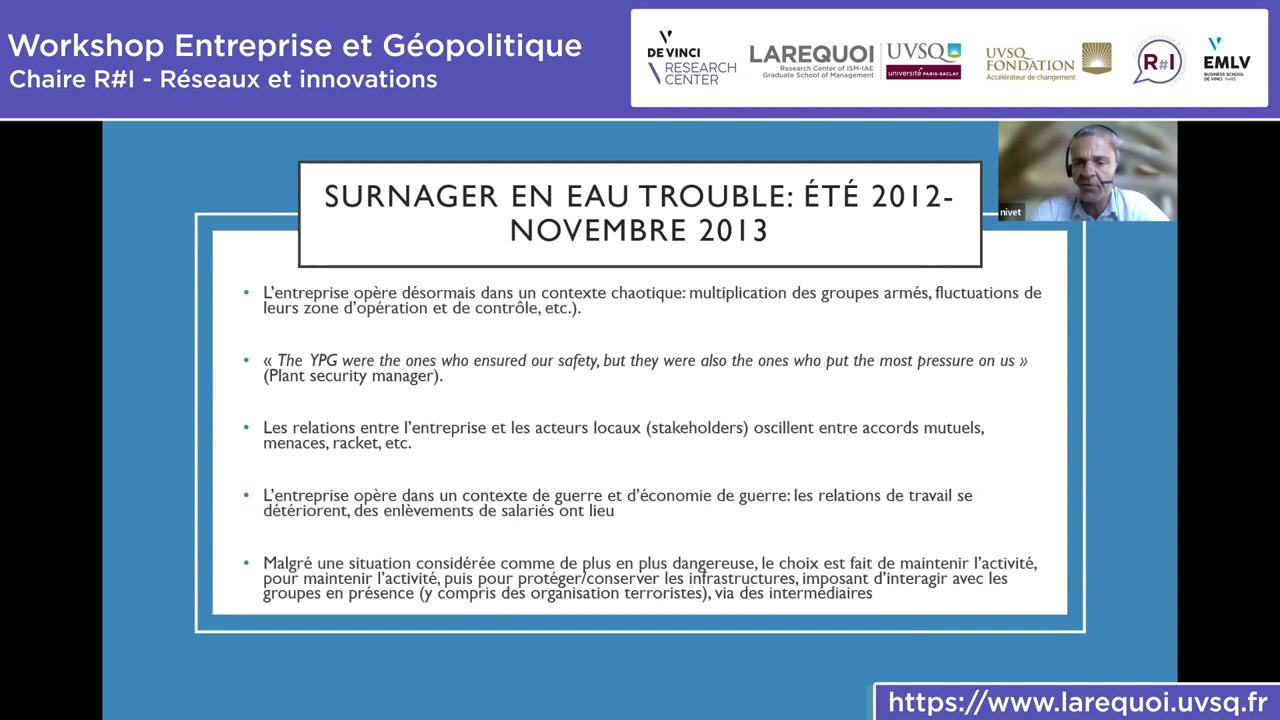 Workshop Entreprise et Géopolitique
Chaire R#I - Réseaux et innovations
DE VINCI
RESEARCH
CENTER
LAREQUOI
Research Center of ISM-IAE
Graduate School of Management
UVSQ
université PARIS-SACLAY
UVSQ
FONDATION
Accélérateur de changement
R#I
EMLV
BUSINESS SCHOOL
DE VINCI PARIS
nivet
SURNAGER EN EAU TROUBLE: ÉTÉ 2012-
NOVEMBRE 2013
• L'entreprise opère désormais dans un contexte chaotique: multiplication des groupes armés, fluctuations de
leurs zone d'opération et de contrôle, etc.).
• « The YPG were the ones who ensured our safety, but they were also the ones who put the most pressure on us »
(Plant security manager).
• Les relations entre l'entreprise et les acteurs locaux (stakeholders) oscillent entre accords mutuels,
menaces, racket, etc.
• L'entreprise opère dans un contexte de guerre et d'économie de guerre: les relations de travail se
détériorent, des enlèvements de salariés ont lieu
• Malgré une situation considérée comme de plus en plus dangereuse, le choix est fait de maintenir l'activité,
pour maintenir l'activité, puis pour protéger/conserver les infrastructures, imposant d'interagir avec les
groupes en présence (y compris des organisation terroristes), via des intermédiaires
https://www.larequoi.uvsq.fr